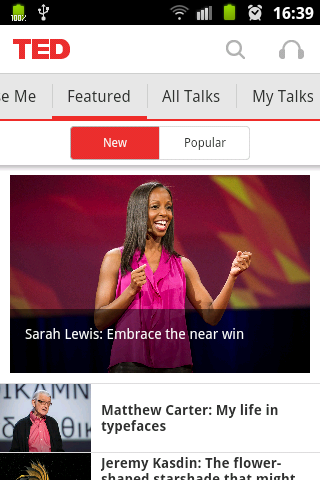 100%
16:39
TED
se Me
Featured
All Talks
My Talks
New
Popular
Sarah Lewis: Embrace the near win
ΙΚΑΜΝ
Matthew Carter: My life in
typefaces
Jeremy Kasdin: The flower-
shaped starshade that might